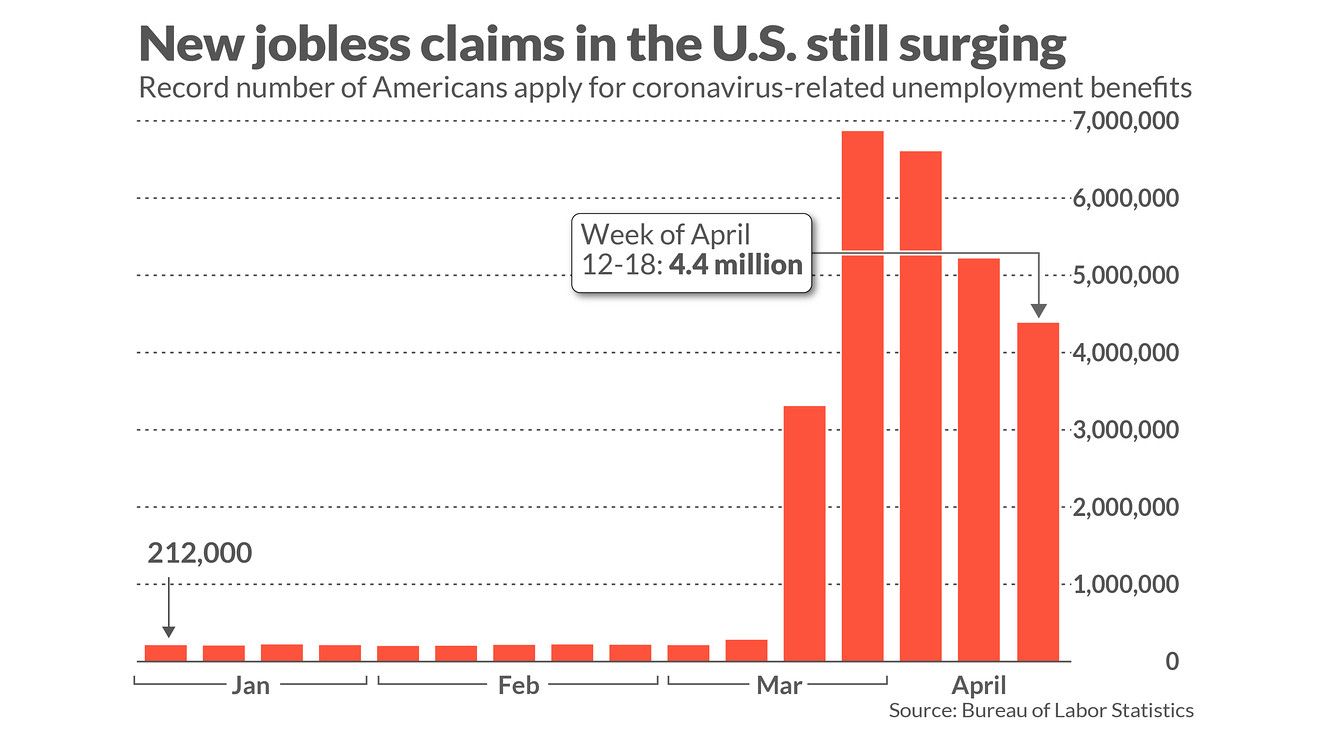 New jobless claims in the U.S. still surging
Record number of Americans apply for coronavirus-related unemployment benefits
7,000,000
6,000,000
Week of April
12-18: 4.4 million
5,000,000
4,000,000
3,000,000
2,000,000
212,000
1,000,000
0
Jan Feb Mar April
Source: Bureau of Labor Statistics